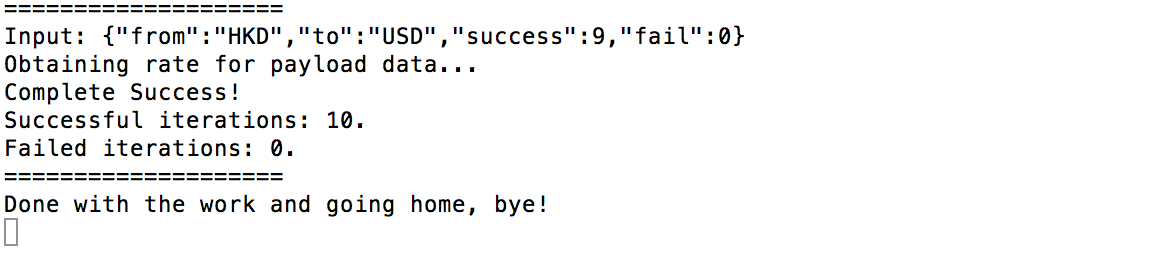 ====================
Input: {"from":"HKD","to":"USD","success":9,"fail":0}
Obtaining rate for payload data...
Complete Success!
Successful iterations: 10.
Failed iterations: 0.
====================
Done with the work and going home, bye!